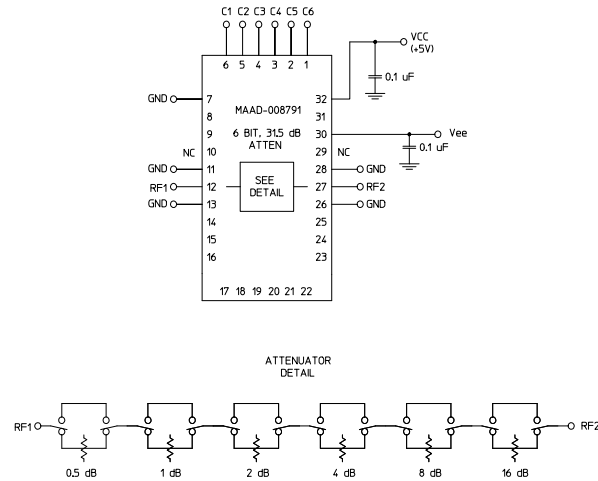 C1 C2 C3 C4 C5 C6
VCC
(+5V)
6 5 4 3 2 1
0.1 uF
GND 7 32
MAAD-008791
8 31
9 6 BIT, 31.5 dB 30 Vee
ATTEN
NC 10 29 NC 0.1 uF
GND 11 28 GND
SEE
RF1 12 27 RF2
DETAIL
GND 13 26 GND
14 25
15 24
16 23
17 18 19 20 21 22
ATTENUATOR
DETAIL
RF1 RF2
0.5 dB 1 dB 2 dB 4 dB 8 dB 16 dB